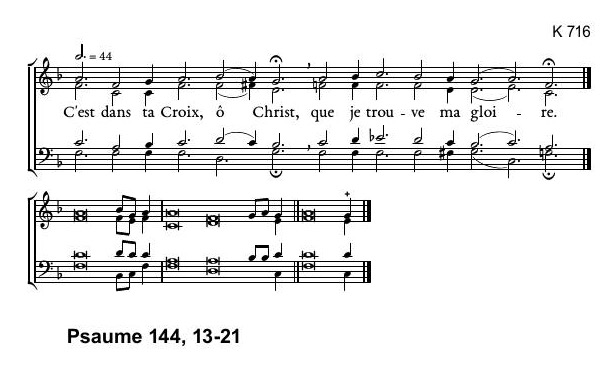 K 716
𝅗𝅥. = 44
C'est dans ta Croix, ô Christ, que je trou - ve ma gloi - re.
Psaume 144, 13-21